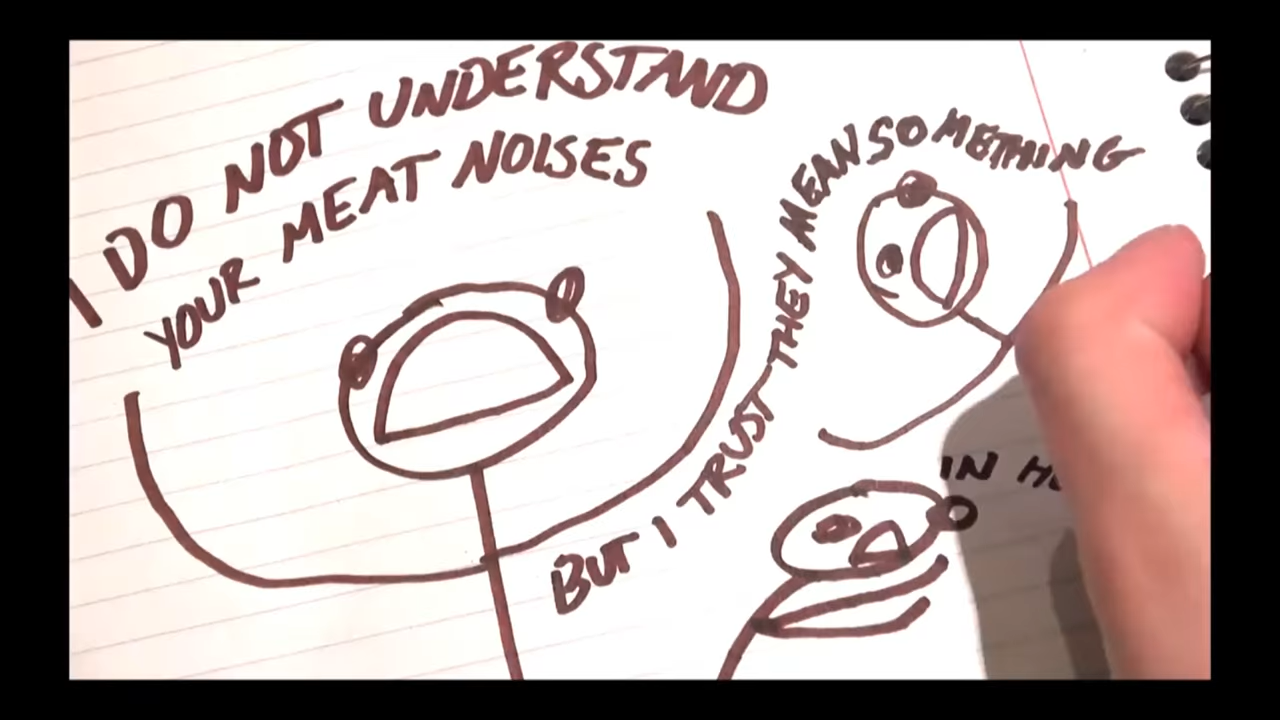 I DO NOT UNDERSTAND
YOUR MEAT NOISES
BUT I TRUST THEY MEAN SOMETHING
IN